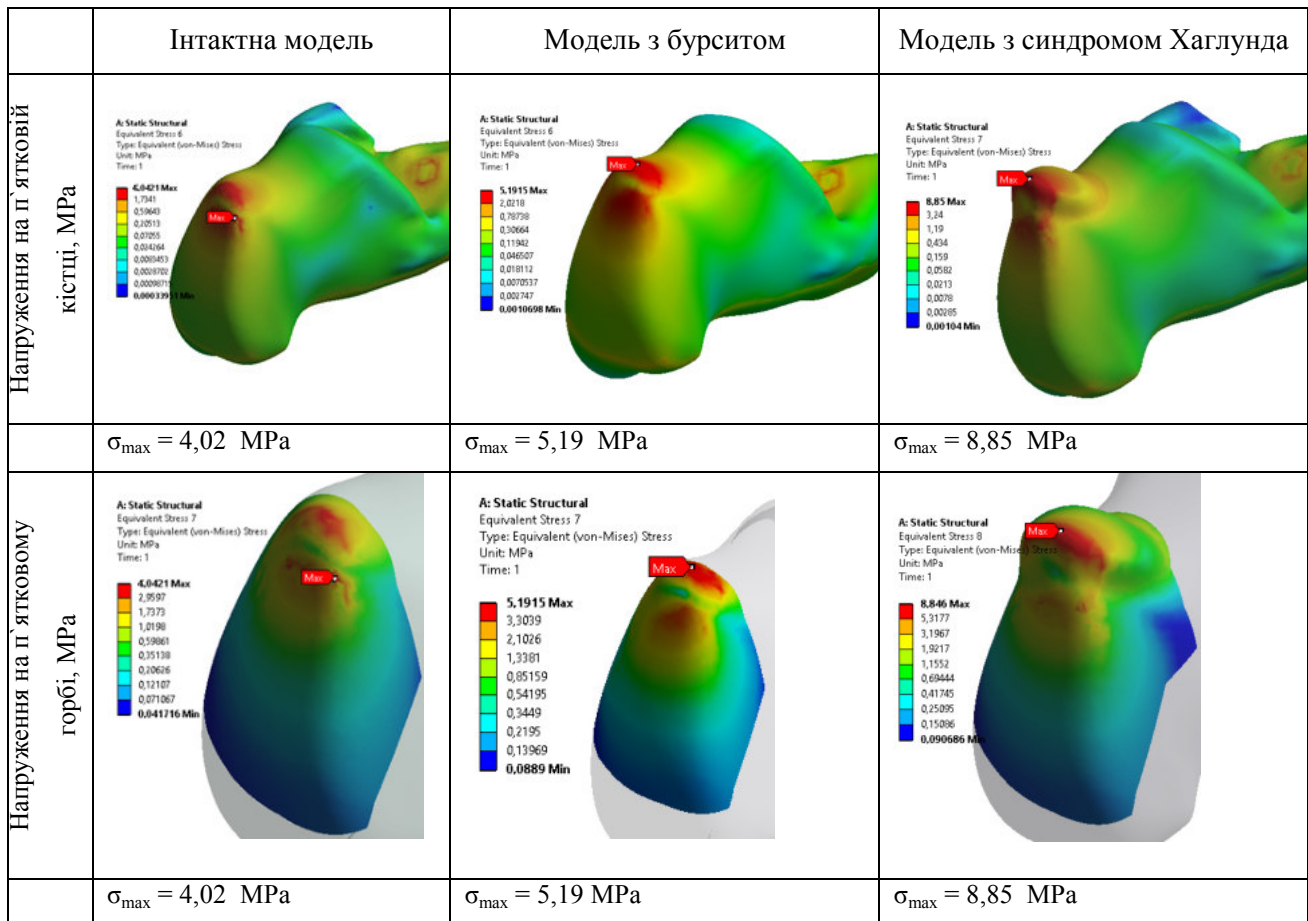 Інтактна модель
Модель з бурситом
Модель з синдромом Хаглунда
Напруження на п`ятковій
кістці, MPa
A: Static Structural
Equivalent Stress 6
Type: Equivalent (von-Mises) Stress
Unit: MPa
Time: 1
4,0421 Max
1,7341
0,59643
0,20513
0,07055
0,024264
0,0083453
0,0028702
0,00098715
0,00033951 Min
Max
A: Static Structural
Equivalent Stress 6
Type: Equivalent (von-Mises) Stress
Unit: MPa
Time: 1
5,1915 Max
2,0218
0,78738
0,30664
0,11942
0,046507
0,018112
0,0070537
0,002747
0,0010698 Min
Max
A: Static Structural
Equivalent Stress 7
Type: Equivalent (von-Mises) Stress
Unit: MPa
Time: 1
8,85 Max
3,24
1,19
0,434
0,159
0,0582
0,0213
0,0078
0,00285
0,00104 Min
Max
σmax = 4,02 MPa
σmax = 5,19 MPa
σmax = 8,85 MPa
Напруження на п`ятковому
горбі, MPa
A: Static Structural
Equivalent Stress 7
Type: Equivalent (von-Mises) Stress
Unit: MPa
Time: 1
4,0421 Max
2,9597
1,7373
1,0198
0,59861
0,35138
0,20626
0,12107
0,071067
0,041716 Min
Max
A: Static Structural
Equivalent Stress 7
Type: Equivalent (von-Mises) Stress
Unit: MPa
Time: 1
5,1915 Max
3,3039
2,1026
1,3381
0,85159
0,54195
0,3449
0,2195
0,13969
0,0889 Min
Max
A: Static Structural
Equivalent Stress 8
Type: Equivalent (von-Mises) Stress
Unit: MPa
Time: 1
8,846 Max
5,3177
3,1967
1,9217
1,1552
0,69444
0,41745
0,25095
0,15086
0,090686 Min
Max
σmax = 4,02 MPa
σmax = 5,19 MPa
σmax = 8,85 MPa